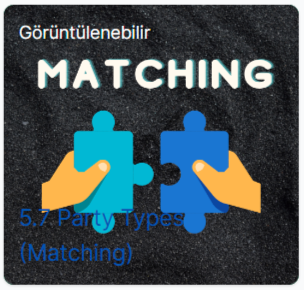 Görüntülenebilir
MATCHING
5.7 Party Types
(Matching)